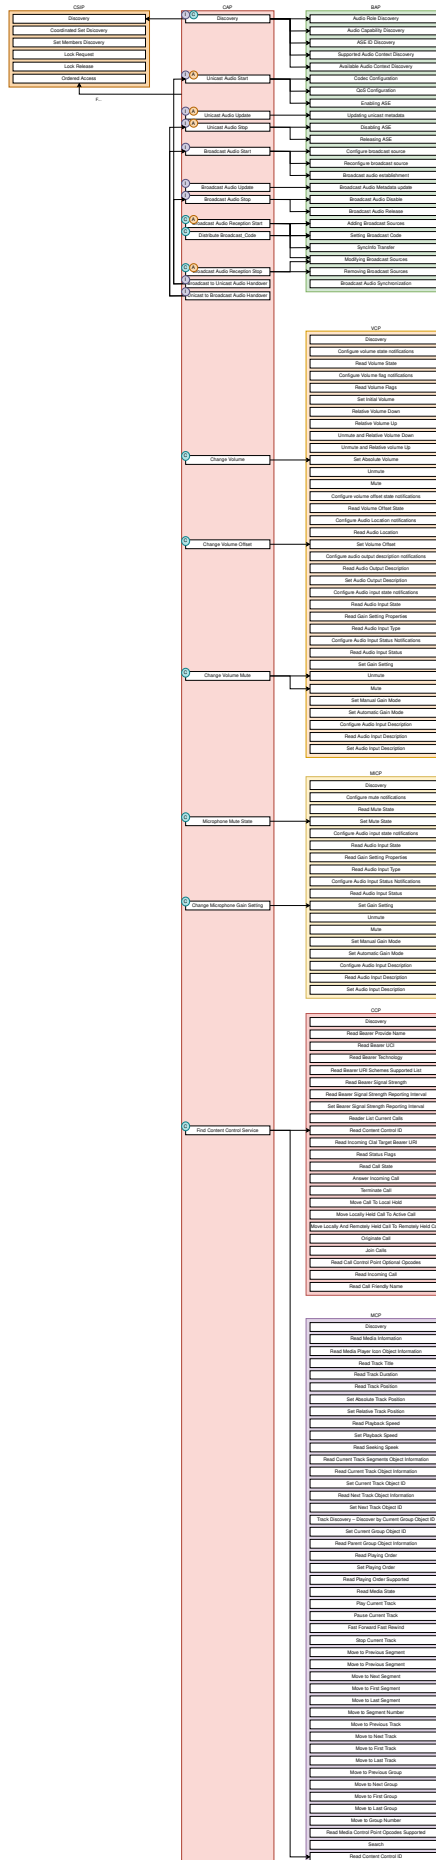 CSIP
Discovery
Coordinated Set Discovery
Set Members Discovery
Lock Request
Lock Release
Ordered Access
F...
CAP
I C
Discovery
I A
Unicast Audio Start
I A
Unicast Audio Update
I A
Unicast Audio Stop
I
Broadcast Audio Start
I
Broadcast Audio Update
I
Broadcast Audio Stop
C A
Broadcast Audio Reception Start
C
Distribute Broadcast_Code
C A
Broadcast Audio Reception Stop
I
Broadcast to Unicast Audio Handover
I
Unicast to Broadcast Audio Handover
C
Change Volume
C
Change Volume Offset
C
Change Volume Mute
C
Microphone Mute State
C
Change Microphone Gain Setting
C
Find Content Control Service
BAP
Audio Role Discovery
Audio Capability Discovery
ASE ID Discovery
Supported Audio Context Discovery
Available Audio Context Discovery
Codec Configuration
QoS Configuration
Enabling ASE
Updating unicast metadata
Disabling ASE
Releasing ASE
Configure broadcast source
Reconfigure broadcast source
Broadcast audio establishment
Broadcast Audio Metadata update
Broadcast Audio Disable
Broadcast Audio Release
Adding Broadcast Sources
Setting Broadcast Code
SyncInfo Transfer
Modifying Broadcast Sources
Removing Broadcast Sources
Broadcast Audio Synchronization
VCP
Discovery
Configure volume state notifications
Read Volume State
Configure Volume flag notifications
Read Volume Flags
Set Initial Volume
Relative Volume Down
Relative Volume Up
Unmute and Relative Volume Down
Unmute and Relative volume Up
Set Absolute Volume
Unmute
Mute
Configure volume offset state notifications
Read Volume Offset State
Configure Audio Location notifications
Read Audio Location
Set Volume Offset
Configure audio output description notifications
Read Audio Output Description
Set Audio Output Description
Configure Audio input state notifications
Read Audio Input State
Read Gain Setting Properties
Read Audio Input Type
Configure Audio Input Status Notifications
Read Audio Input Status
Set Gain Setting
Unmute
Mute
Set Manual Gain Mode
Set Automatic Gain Mode
Configure Audio Input Description
Read Audio Input Description
Set Audio Input Description
MICP
Discovery
Configure mute notifications
Read Mute State
Set Mute State
Configure Audio input state notifications
Read Audio Input State
Read Gain Setting Properties
Read Audio Input Type
Configure Audio Input Status Notifications
Read Audio Input Status
Set Gain Setting
Unmute
Mute
Set Manual Gain Mode
Set Automatic Gain Mode
Configure Audio Input Description
Read Audio Input Description
Set Audio Input Description
CCP
Discovery
Read Bearer Provide Name
Read Bearer UCI
Read Bearer Technology
Read Bearer URI Schemes Supported List
Read Bearer Signal Strength
Read Bearer Signal Strength Reporting Interval
Set Bearer Signal Strength Reporting Interval
Reader List Current Calls
Read Content Control ID
Read Incoming Clal Target Bearer URI
Read Status Flags
Read Call State
Answer Incoming Call
Terminate Call
Move Call To Local Hold
Move Locally Held Call To Active Call
Move Locally And Remotely Held Call To Remotely Held
Originate Call
Join Calls
Read Call Control Point Optional Opcodes
Read Incoming Call
Read Call Friendly Name
MCP
Discovery
Read Media Information
Read Media Player Icon Object Information
Read Track Title
Read Track Duration
Read Track Position
Set Absolute Track Position
Set Relative Track Position
Read Playback Speed
Set Playback Speed
Read Seeking Speek
Read Current Track Segments Object Information
Read Current Track Object Information
Set Current Track Object ID
Read Next Track Object Information
Set Next Track Object ID
Track Discovery – Discover by Current Group Object ID
Set Current Group Object ID
Read Parent Group Object Information
Read Playing Order
Set Playing Order
Read Playing Order Supported
Read Media State
Play Current Track
Pause Current Track
Fast Forward Fast Rewind
Stop Current Track
Move to Previous Segment
Move to Previous Segment
Move to Next Segment
Move to First Segment
Move to Last Segment
Move to Segment Number
Move to Previous Track
Move to Next Track
Move to First Track
Move to Last Track
Move to Previous Group
Move to Next Group
Move to First Group
Move to Last Group
Move to Group Number
Read Media Control Point Opcodes Supported
Search
Read Content Control ID